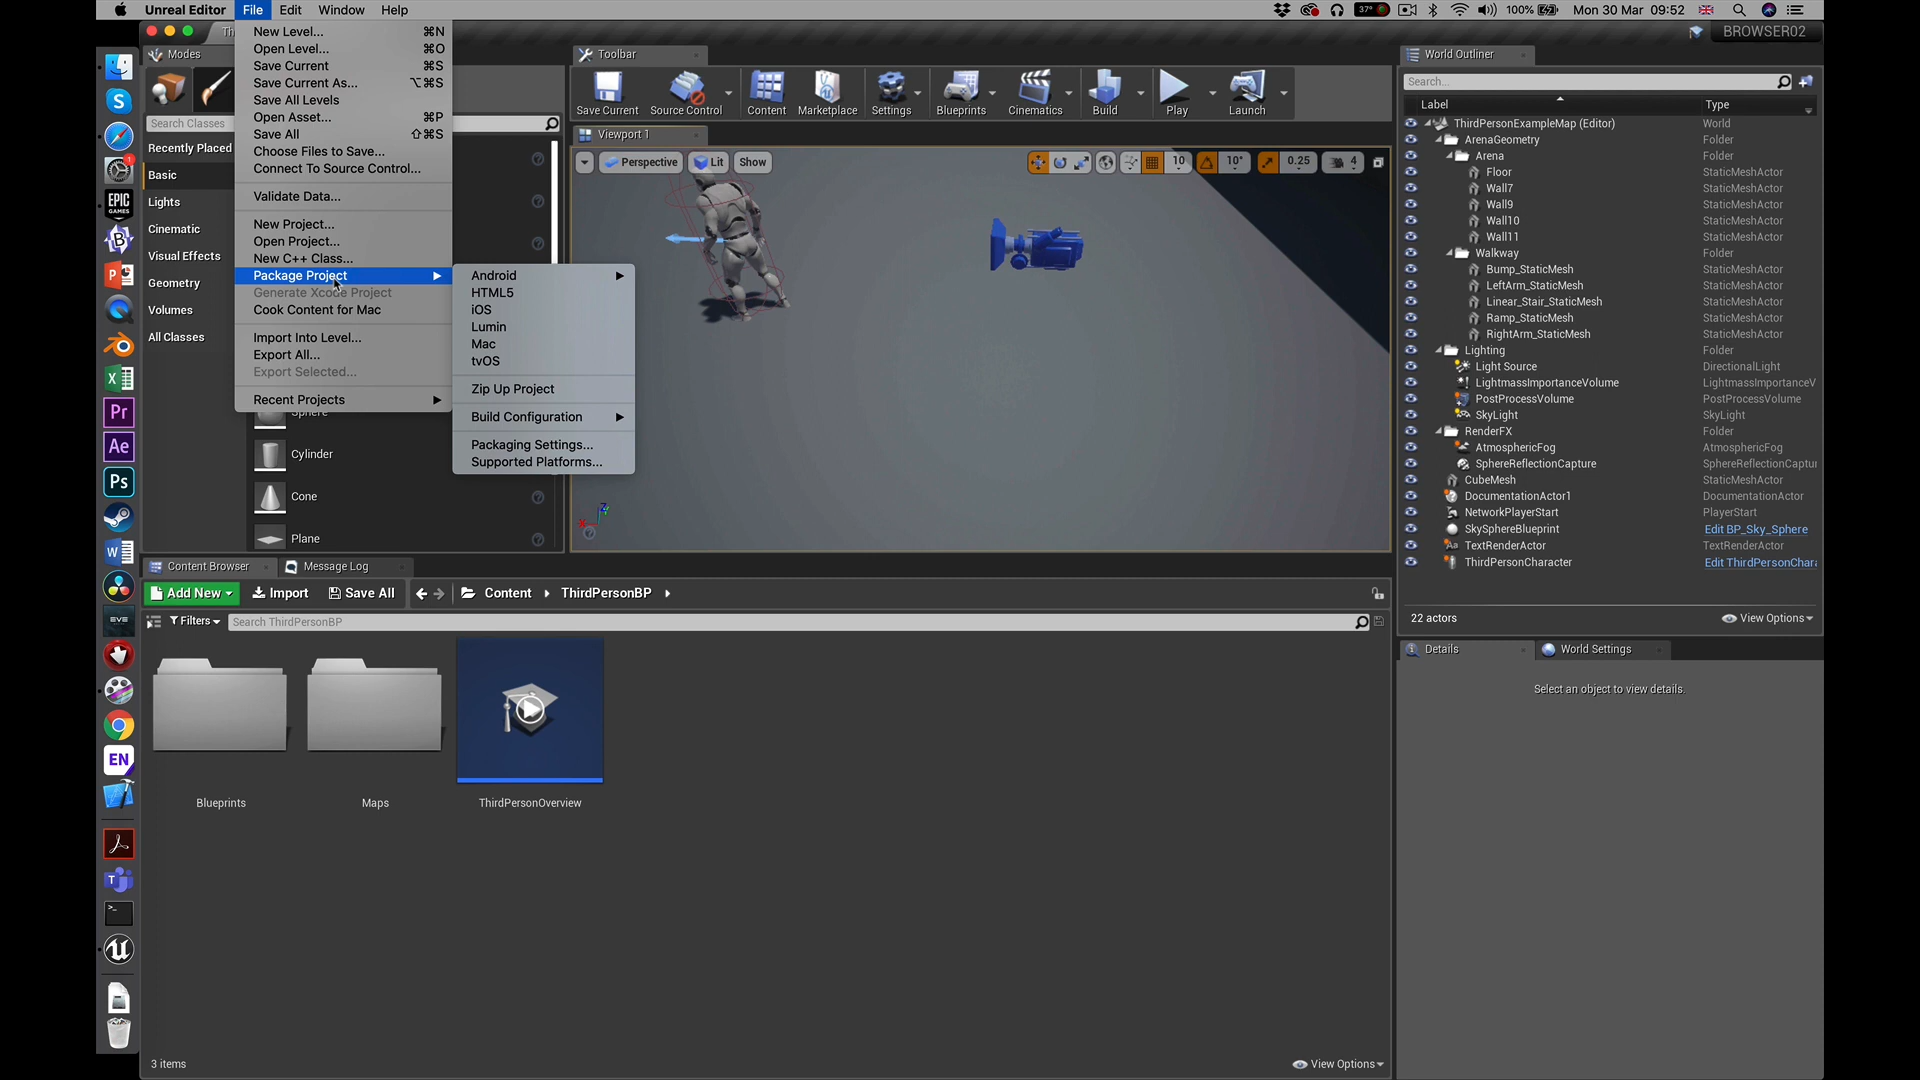 Unreal Editor File Edit Window Help
37° 100% Mon 30 Mar 09:52
BROWSER02
New Level... ⌘N
Open Level... ⌘O
Save Current ⌘S
Save Current As... ⌥⌘S
Save All Levels
Open Asset... ⌘P
Save All ⇧⌘S
Choose Files to Save...
Connect To Source Control...
Validate Data...
New Project...
Open Project...
New C++ Class...
Package Project
Generate Xcode Project
Cook Content for Mac
Import Into Level...
Export All...
Export Selected...
Recent Projects
Android
HTML5
iOS
Lumin
Mac
tvOS
Zip Up Project
Build Configuration
Packaging Settings...
Supported Platforms...
Modes
Search Classes
Recently Placed
Basic
Lights
Cinematic
Visual Effects
Geometry
Volumes
All Classes
Sphere
Cylinder
Cone
Plane
Toolbar
Save Current Source Control Content Marketplace Settings Blueprints Cinematics Build Play Launch
Viewport 1
Perspective Lit Show 10 10° 0.25 4
World Outliner
Search...
Label Type
ThirdPersonExampleMap (Editor) World
ArenaGeometry Folder
Arena Folder
Floor StaticMeshActor
Wall7 StaticMeshActor
Wall9 StaticMeshActor
Wall10 StaticMeshActor
Wall11 StaticMeshActor
Walkway Folder
Bump_StaticMesh StaticMeshActor
LeftArm_StaticMesh StaticMeshActor
Linear_Stair_StaticMesh StaticMeshActor
Ramp_StaticMesh StaticMeshActor
RightArm_StaticMesh StaticMeshActor
Lighting Folder
Light Source DirectionalLight
LightmassImportanceVolume LightmassImportanceV
PostProcessVolume PostProcessVolume
SkyLight SkyLight
RenderFX Folder
AtmosphericFog AtmosphericFog
SphereReflectionCapture SphereReflectionCaptur
CubeMesh StaticMeshActor
DocumentationActor1 DocumentationActor
NetworkPlayerStart PlayerStart
SkySphereBlueprint Edit BP_Sky_Sphere
TextRenderActor TextRenderActor
ThirdPersonCharacter Edit ThirdPersonChara
22 actors View Options
Details World Settings
Select an object to view details.
Content Browser Message Log
Add New Import Save All Content ThirdPersonBP
Filters Search ThirdPersonBP
Blueprints Maps ThirdPersonOverview
3 items View Options
S
1
EPIC
GAMES
B
P
X
Pr
Ae
Ps
W
EVE
EN
T